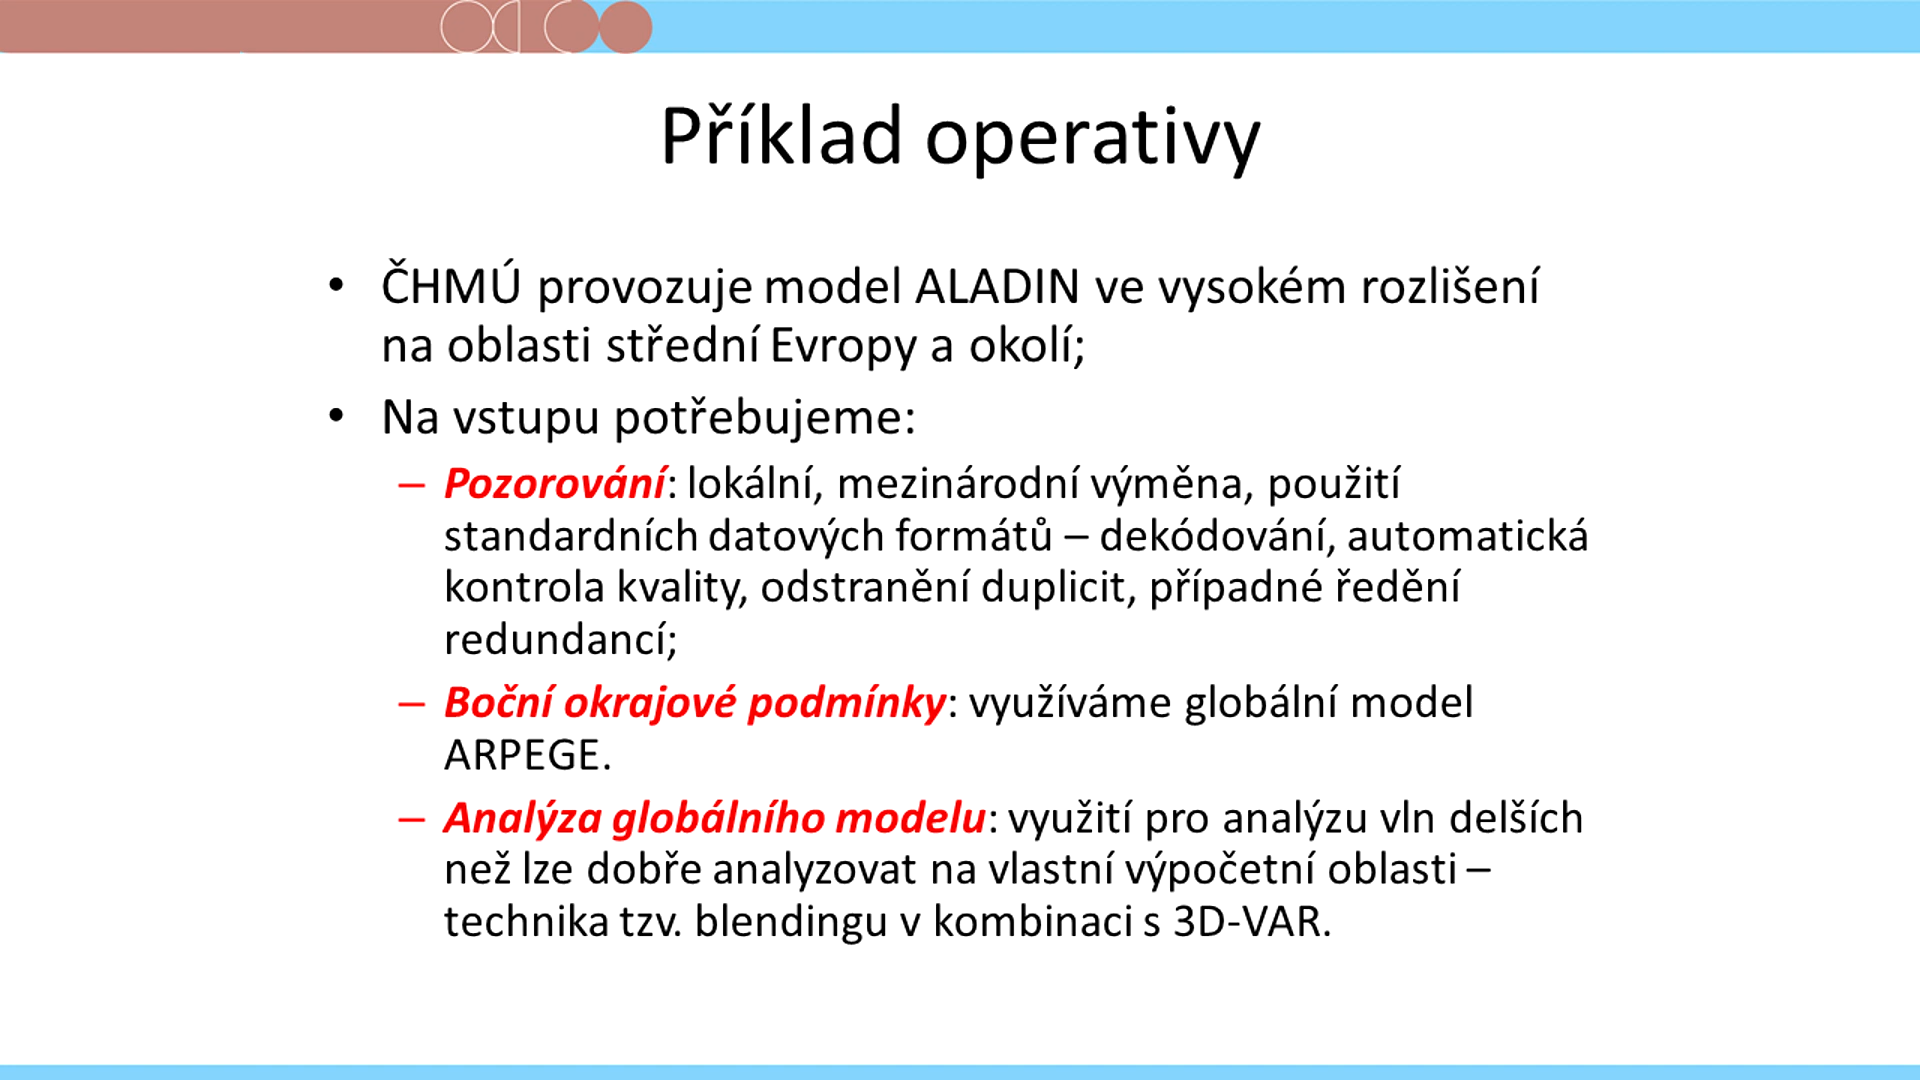 Příklad operativy
• ČHMÚ provozuje model ALADIN ve vysokém rozlišení
na oblasti střední Evropy a okolí;
• Na vstupu potřebujeme:
– Pozorování: lokální, mezinárodní výměna, použití
standardních datových formátů – dekódování, automatická
kontrola kvality, odstranění duplicit, případné ředění
redundancí;
– Boční okrajové podmínky: využíváme globální model
ARPEGE.
– Analýza globálního modelu: využití pro analýzu vln delších
než lze dobře analyzovat na vlastní výpočetní oblasti –
technika tzv. blendingu v kombinaci s 3D-VAR.